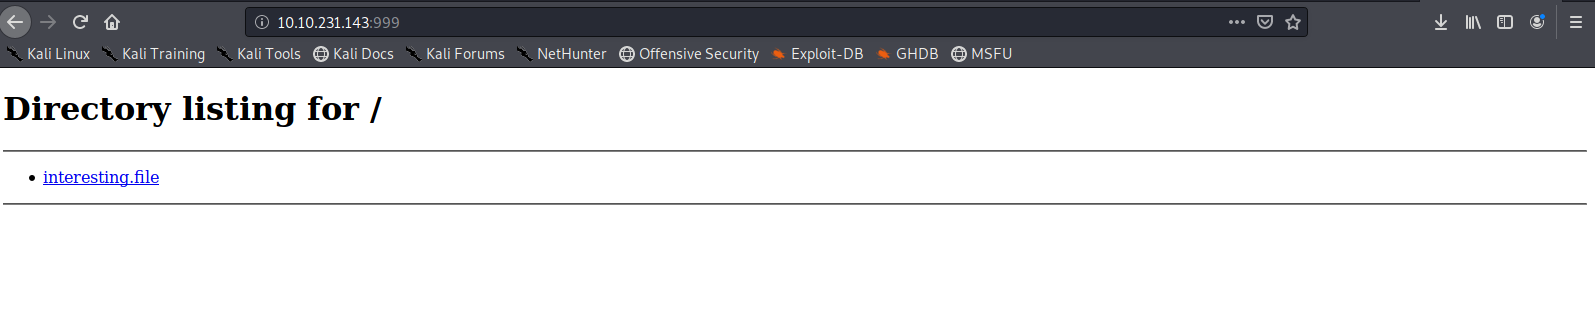 10.10.231.143:999
Kali Linux Kali Training Kali Tools Kali Docs Kali Forums NetHunter Offensive Security Exploit-DB GHDB MSFU
Directory listing for /
interesting.file